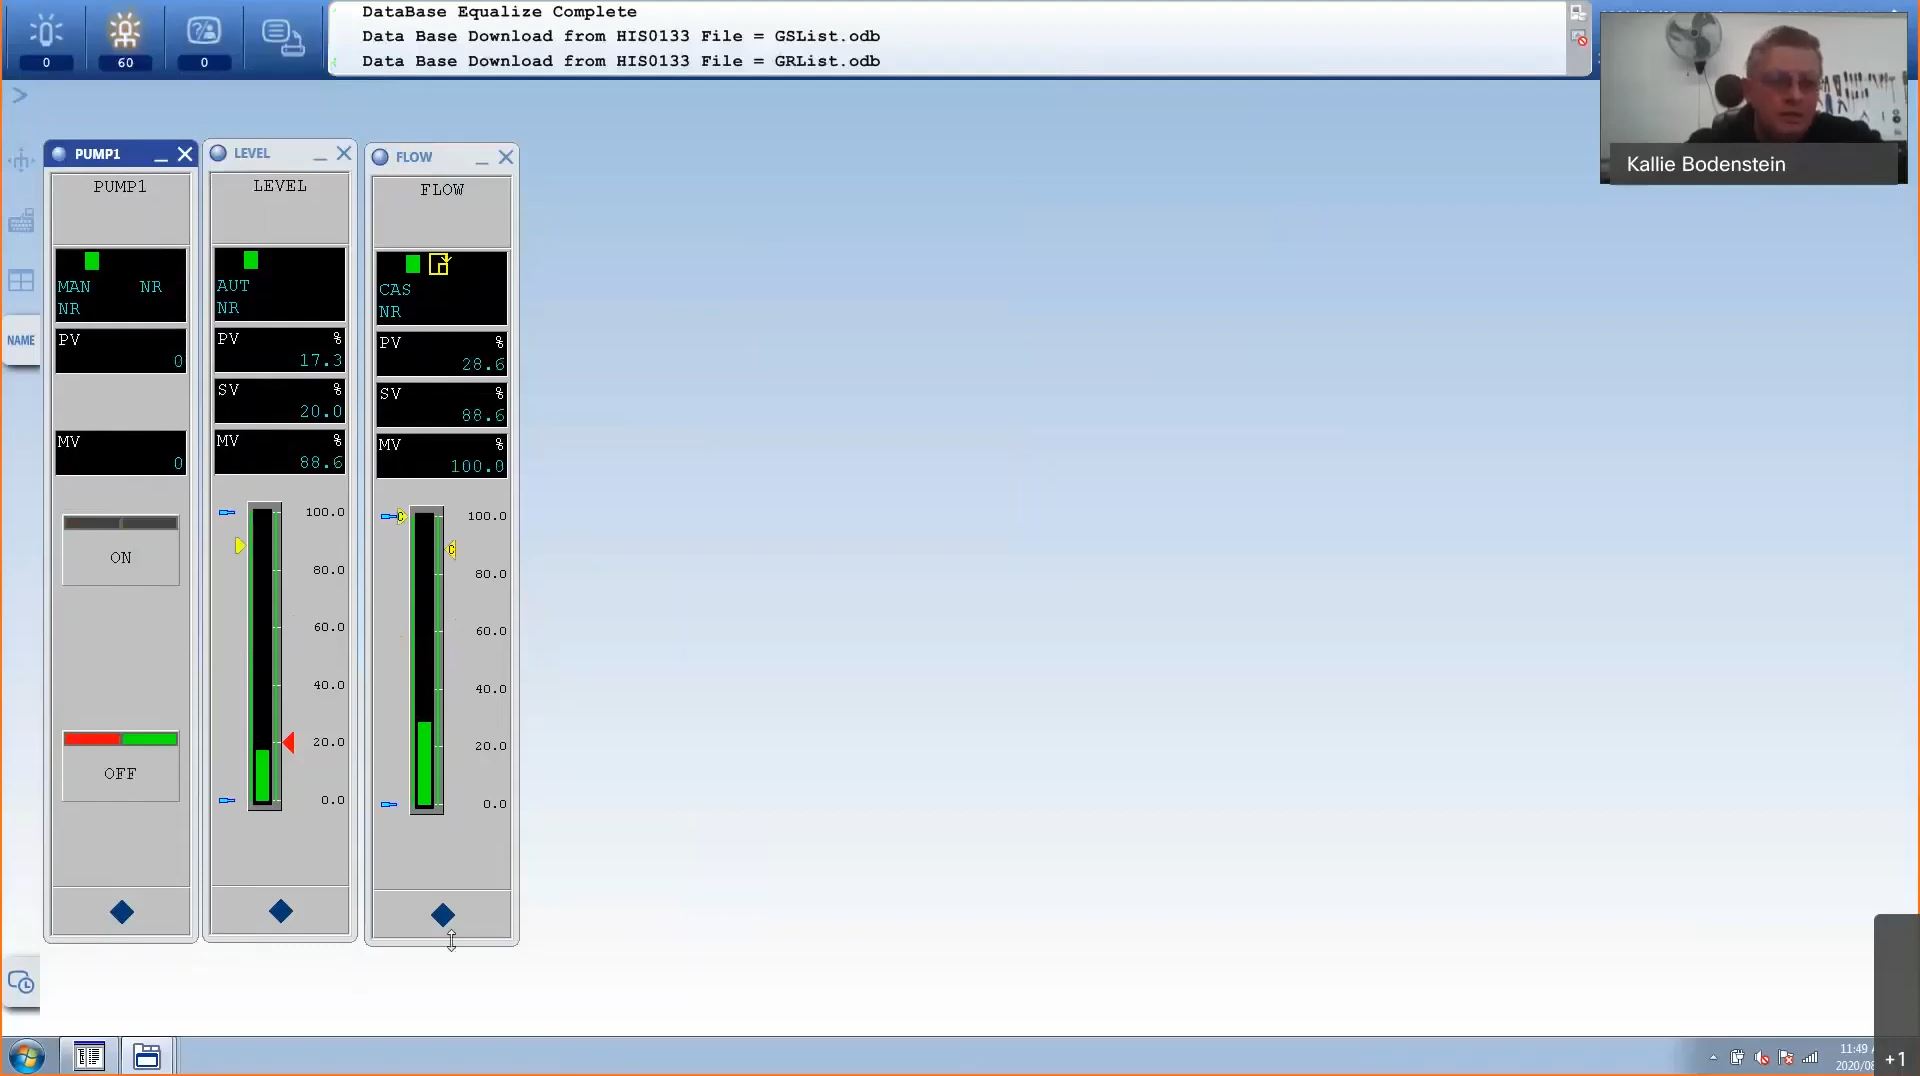 DataBase Equalize Complete
Data Base Download from HIS0133 File = GSList.odb
Data Base Download from HIS0133 File = GRList.odb
0
60
0
Kallie Bodenstein
NAME
PUMP1
PUMP1
MAN NR
NR
PV
0
MV
0
ON
OFF
LEVEL
LEVEL
AUT
NR
PV %
17.3
SV %
20.0
MV %
88.6
100.0
80.0
60.0
40.0
20.0
0.0
FLOW
FLOW
CAS
NR
PV %
28.6
SV %
88.6
MV %
100.0
C
C
100.0
80.0
60.0
40.0
20.0
0.0
11:49
2020/0
+1